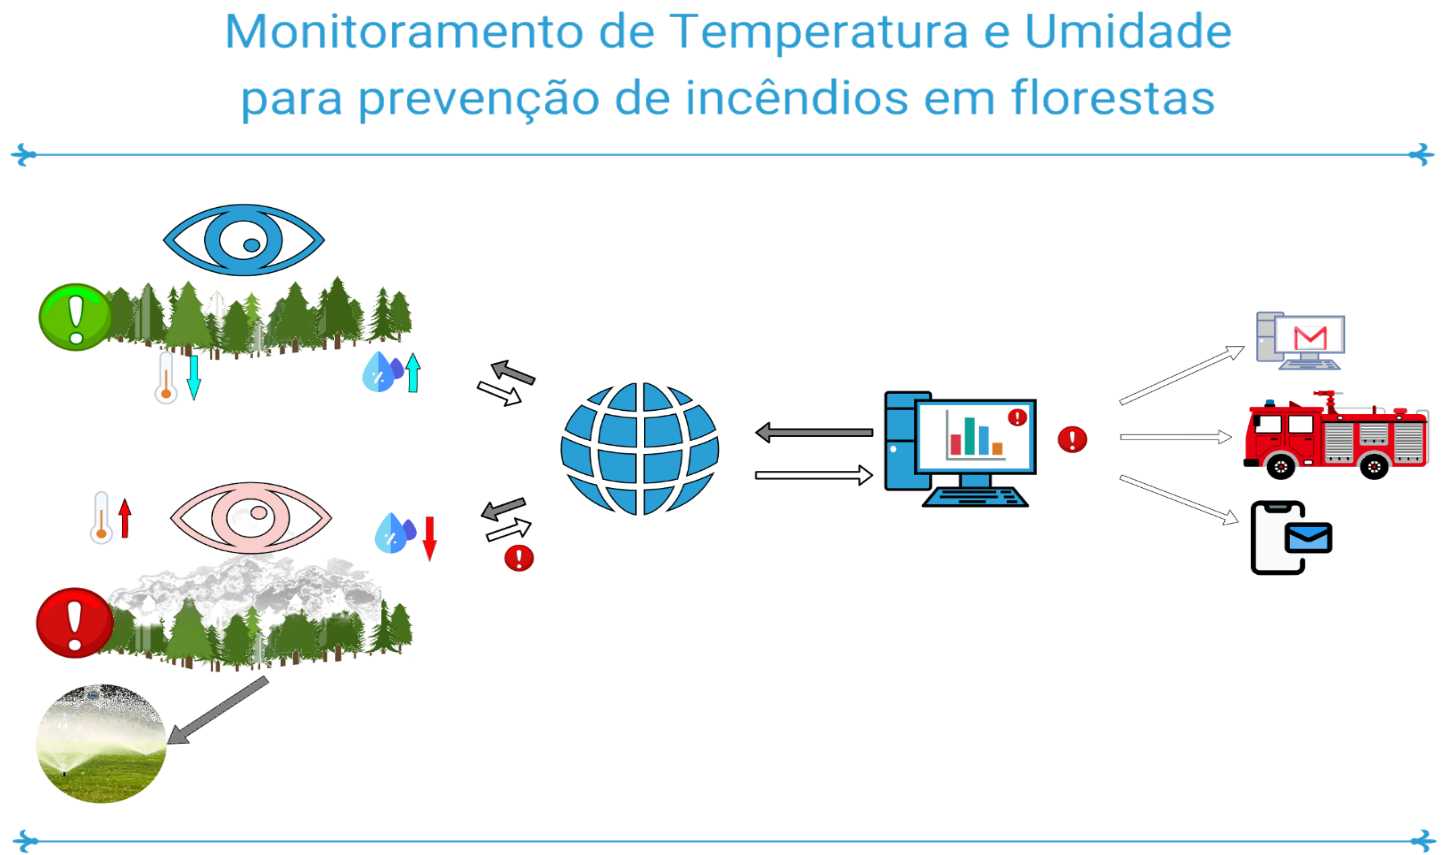 Monitoramento de Temperatura e Umidade
para prevenção de incêndios em florestas